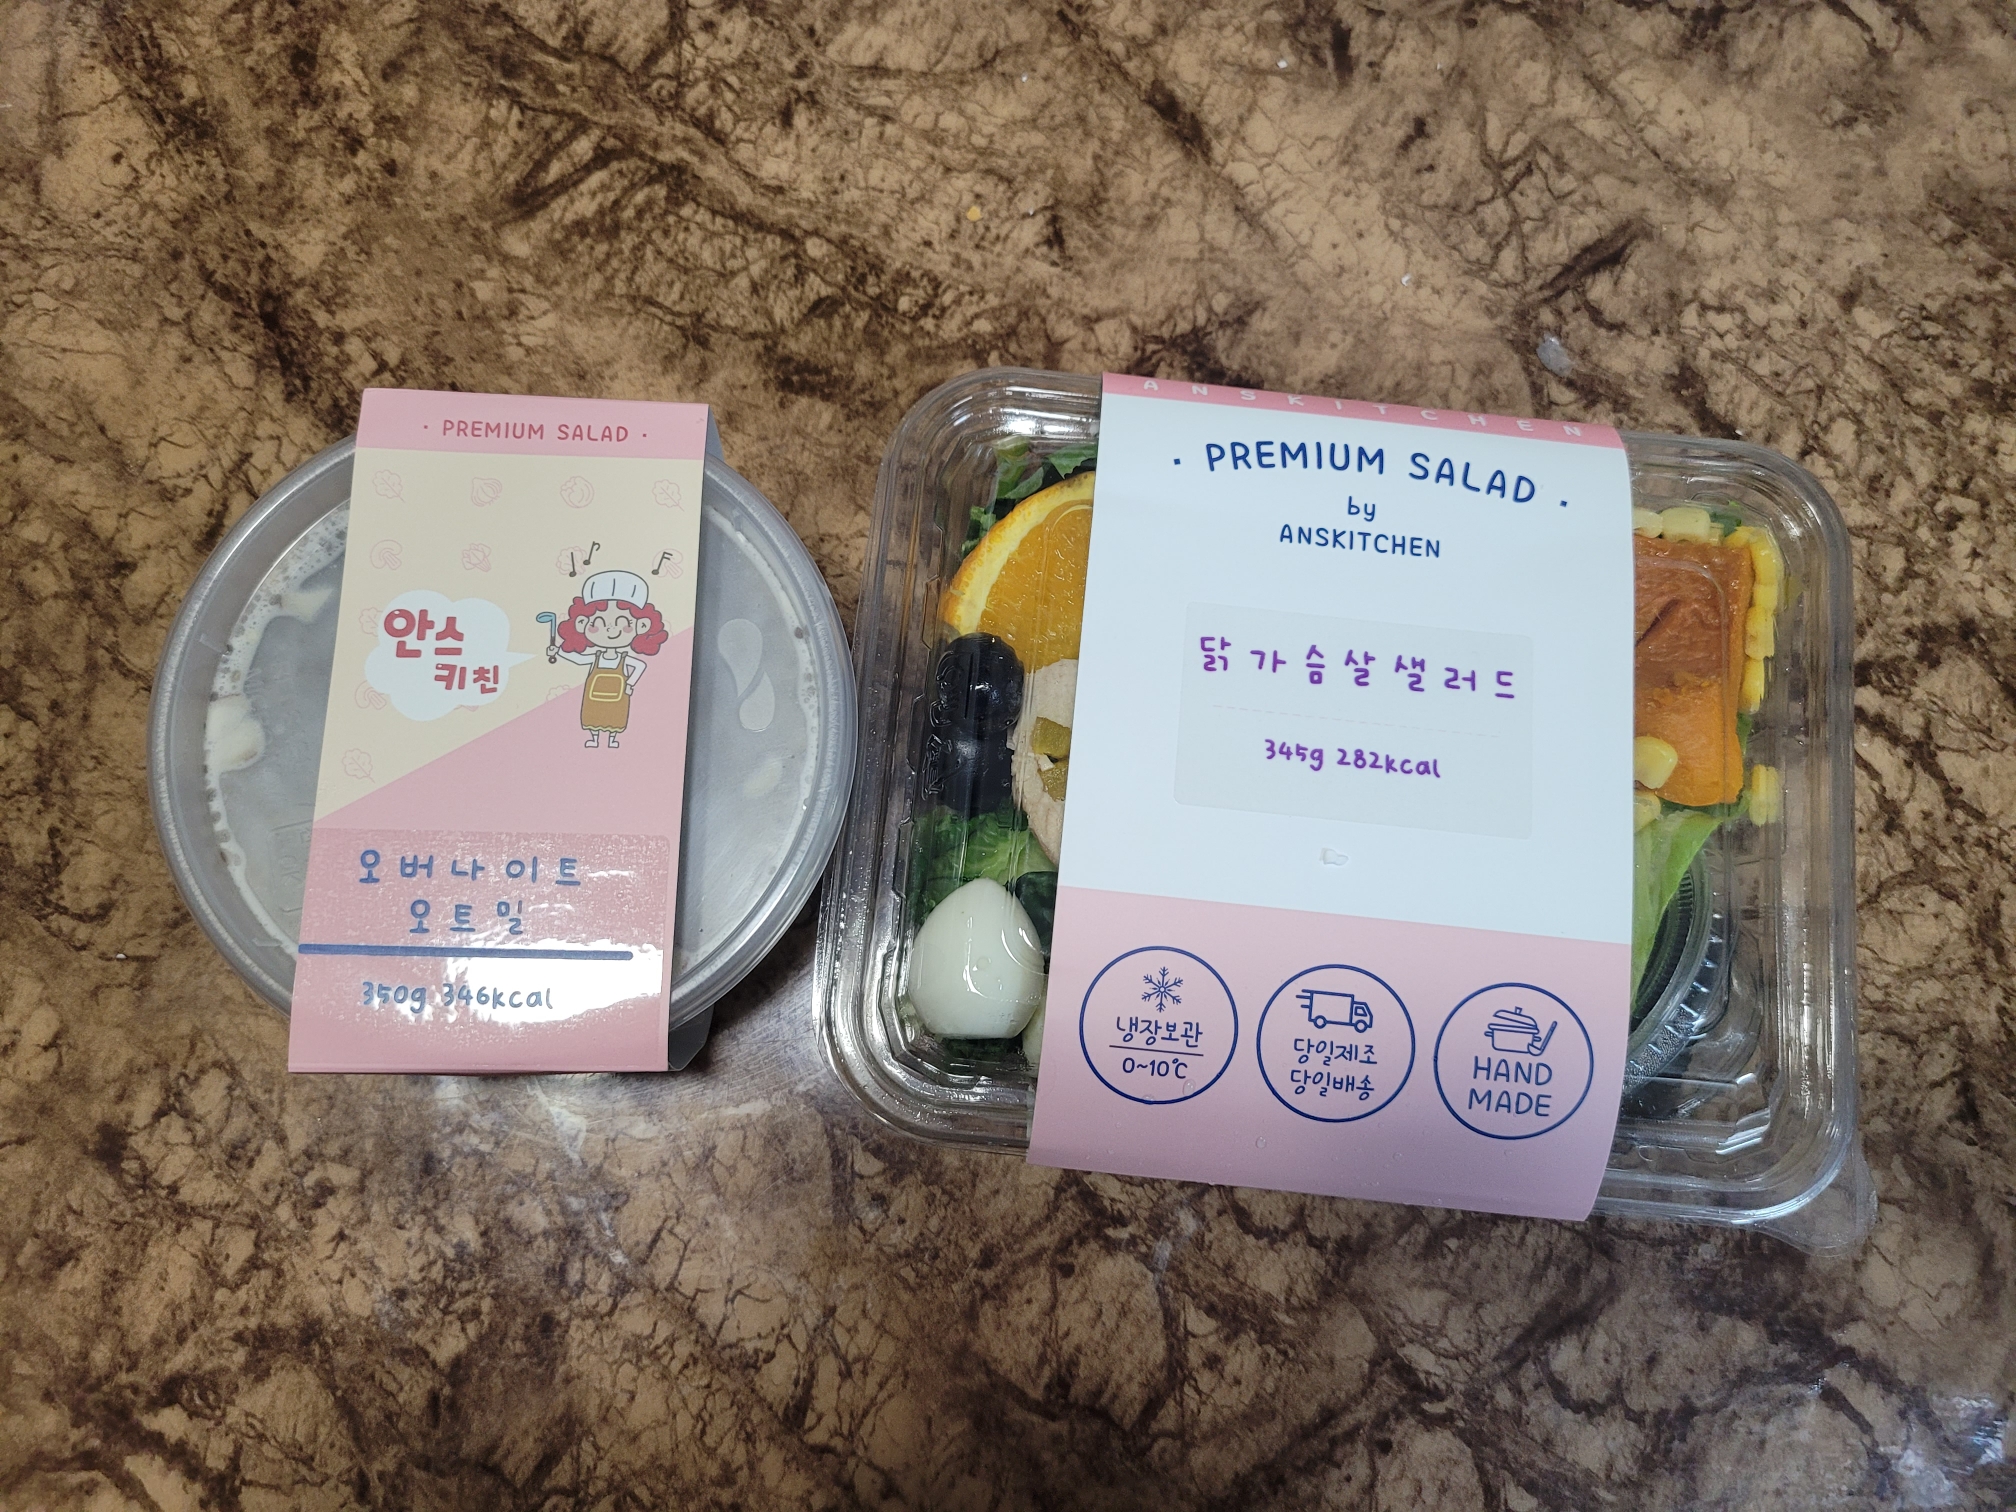 · PREMIUM SALAD ·
안스
키친
오버나이트
오트밀
350g 346kcal
ANSKITCHEN
· PREMIUM SALAD ·
by
ANSKITCHEN
닭가슴살샐러드
345g 282kcal
냉장보관
0~10℃
당일제조
당일배송
HAND
MADE